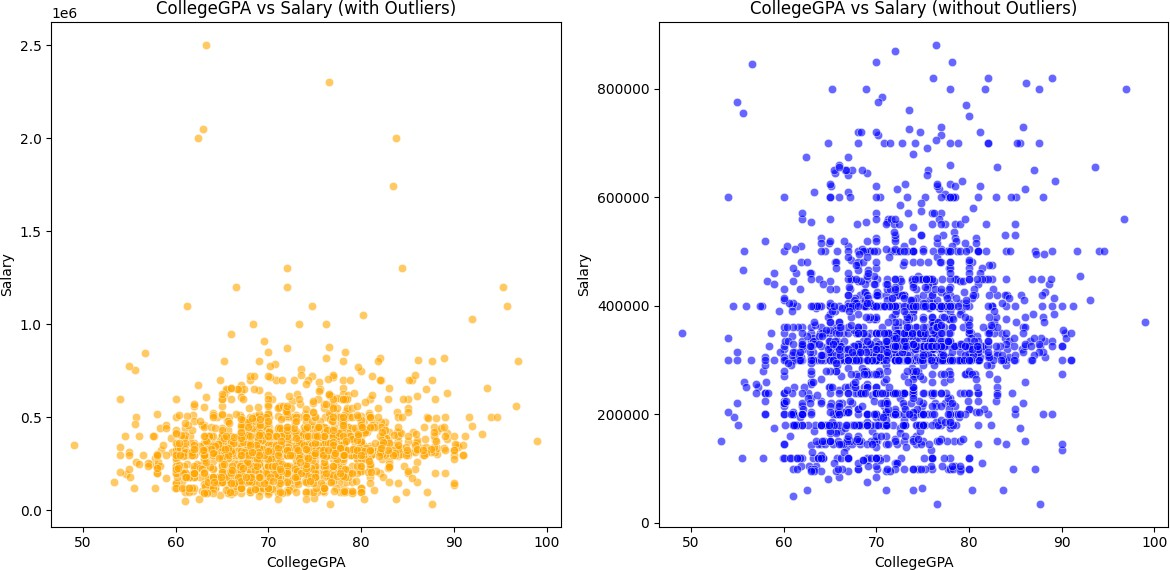 CollegeGPA vs Salary (with Outliers)
1e6
2.5
2.0
1.5
1.0
0.5
0.0
Salary
50 60 70 80 90 100
CollegeGPA
CollegeGPA vs Salary (without Outliers)
800000
600000
400000
200000
0
Salary
50 60 70 80 90 100
CollegeGPA